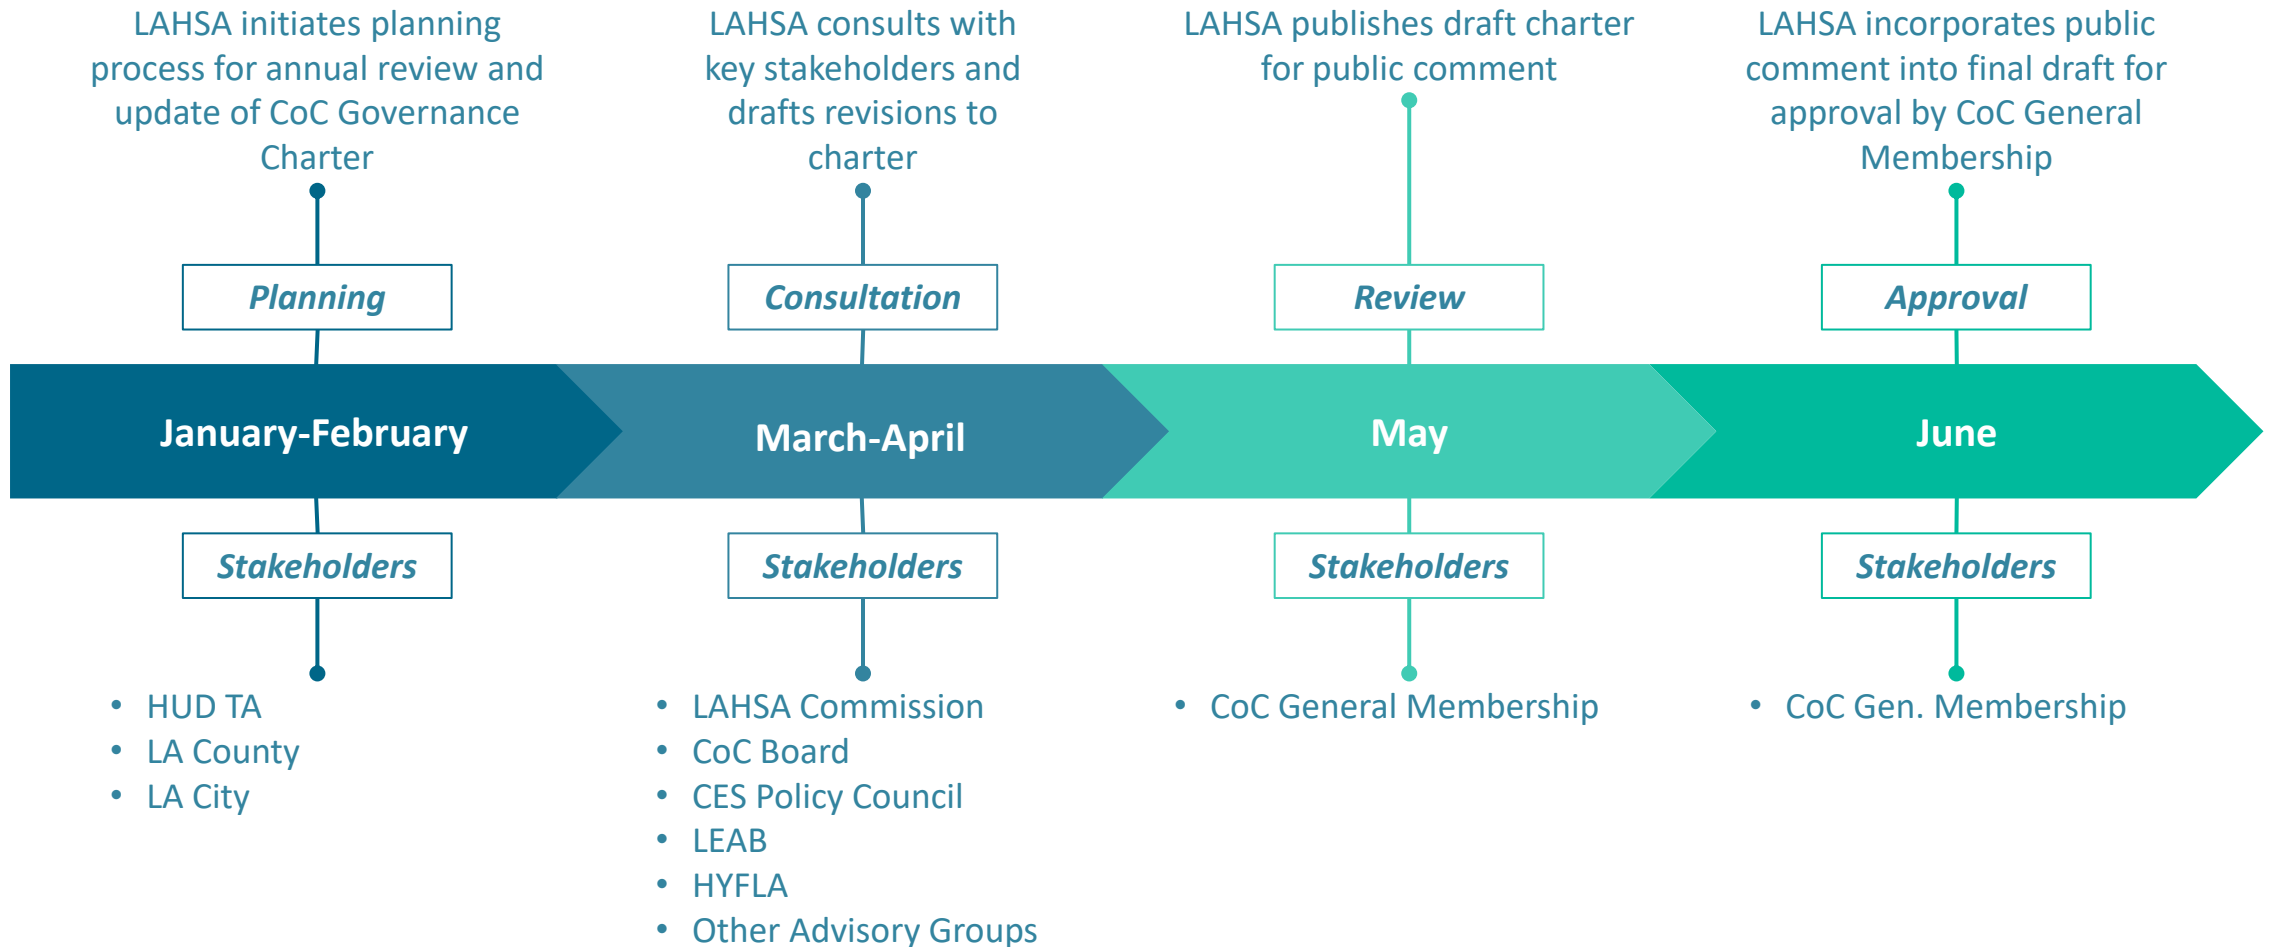 LAHSA initiates planning
process for annual review and
update of CoC Governance
Charter
LAHSA consults with
key stakeholders and
drafts revisions to
charter
LAHSA publishes draft charter
for public comment
LAHSA incorporates public
comment into final draft for
approval by CoC General
Membership
Planning
Consultation
Review
Approval
January-February
March-April
May
June
Stakeholders
Stakeholders
Stakeholders
Stakeholders
• HUD TA
• LA County
• LA City
• LAHSA Commission
• CoC Board
• CES Policy Council
• LEAB
• HYFLA
• Other Advisory Groups
• CoC General Membership
• CoC Gen. Membership